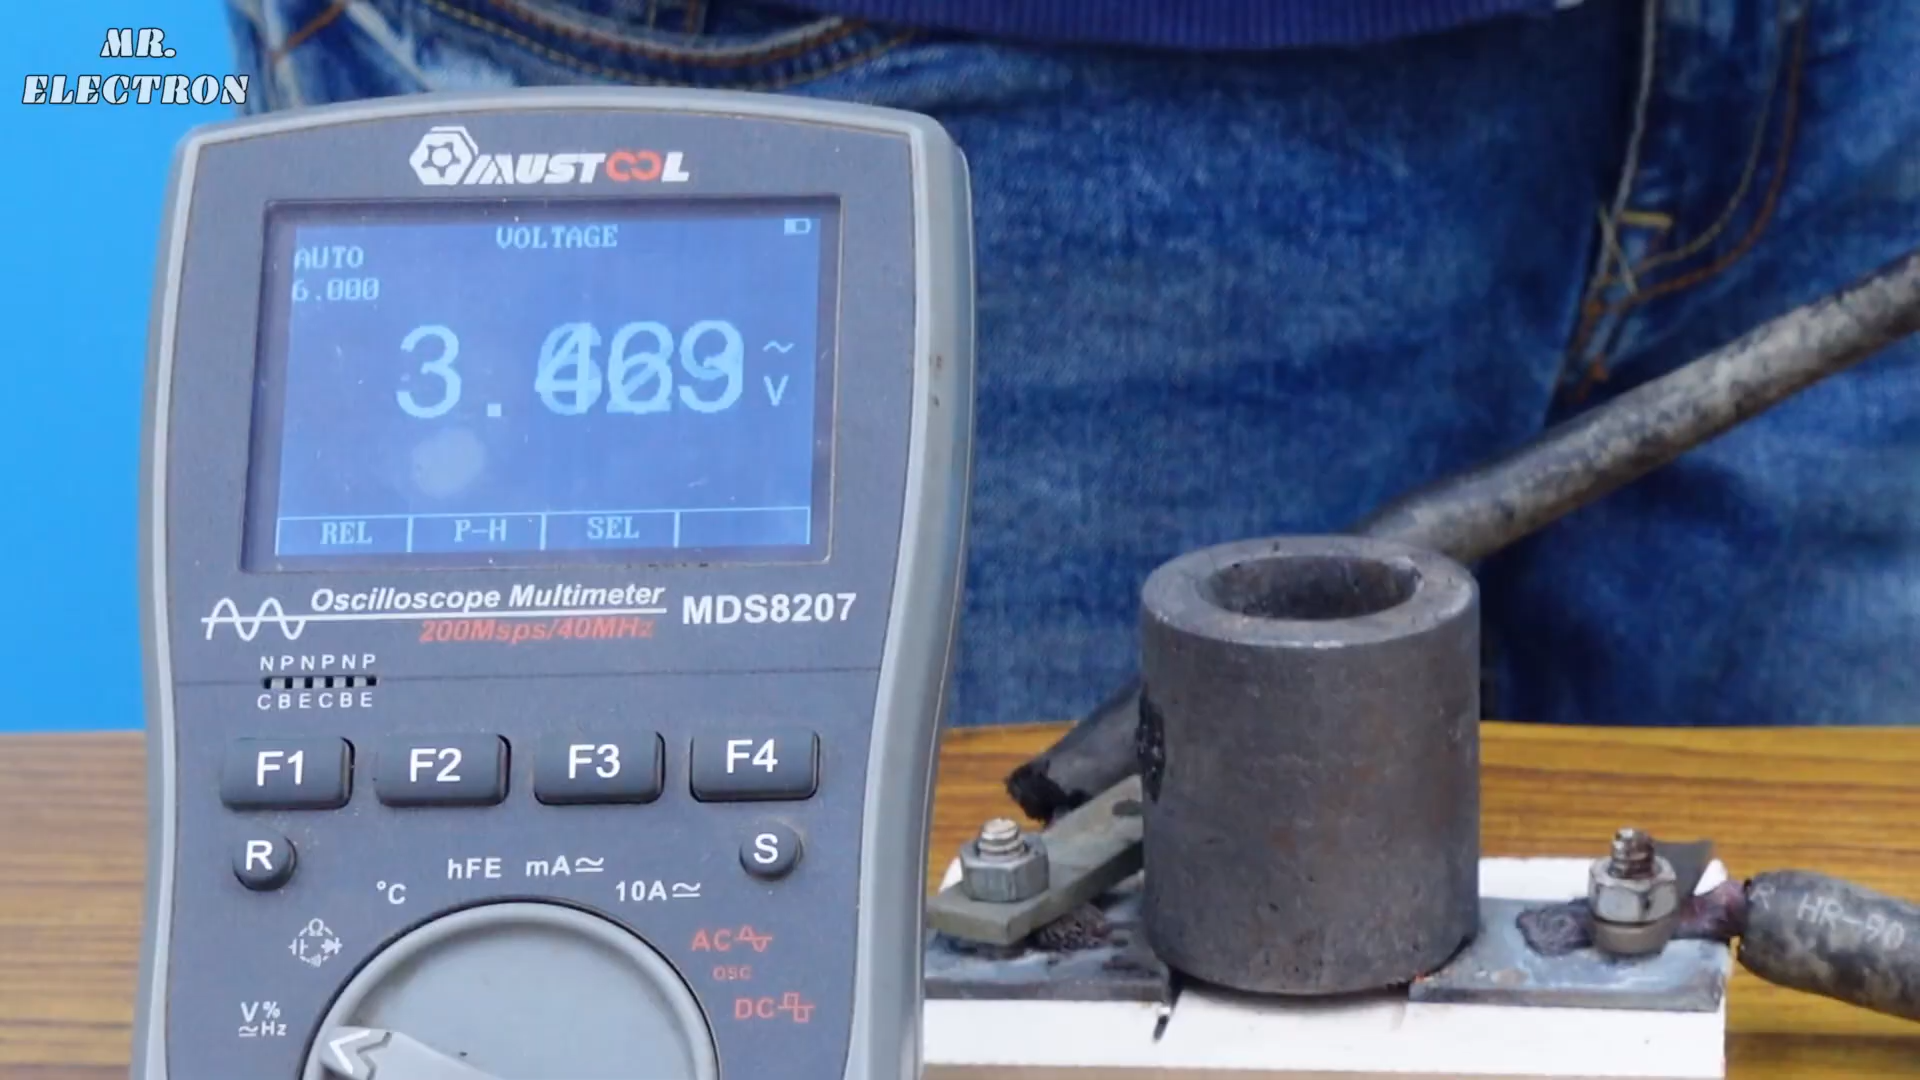 MR.
ELECTRON
MUSTOOL
VOLTAGE
AUTO
6.000
~
V
REL P-H SEL
Oscilloscope Multimeter
200Msps/40MHz
MDS8207
NPNPNP
CBECBE
F1 F2 F3 F4
R S
hFE mA≂
°C 10A≂
Ω
AC
OSC
V% ≂Hz
DC
HR-90